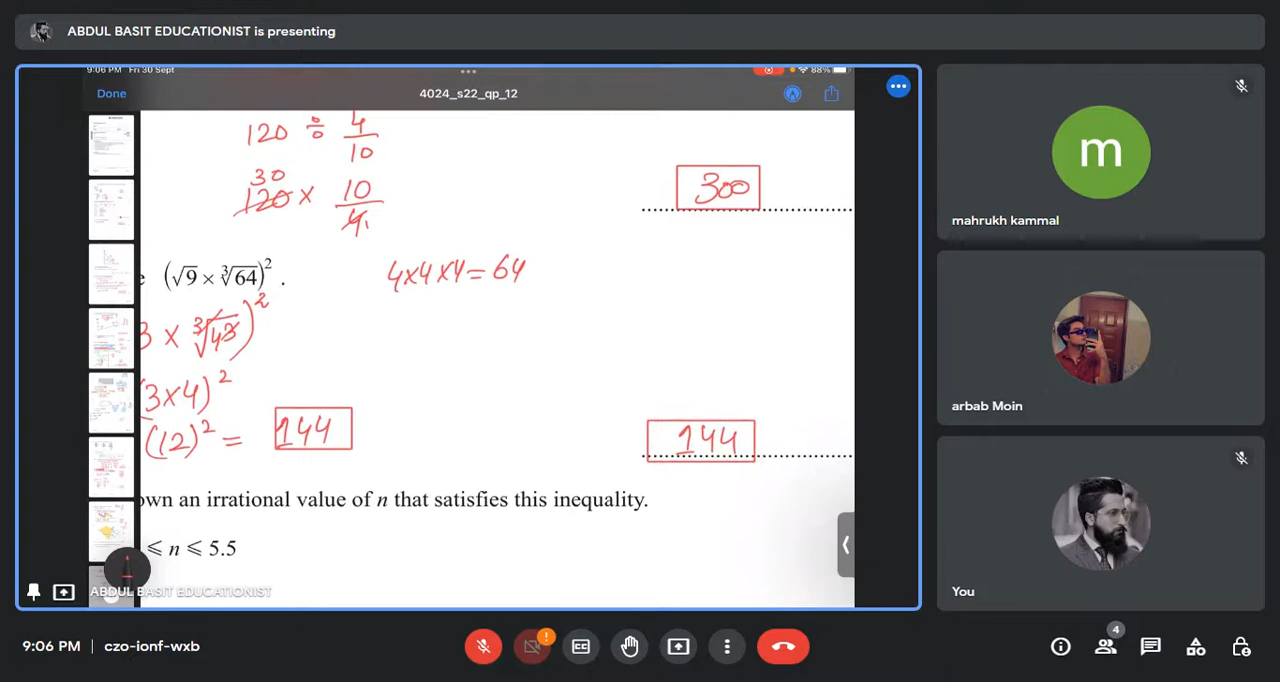 ABDUL BASIT EDUCATIONIST is presenting
9:06 PM Fri 30 Sept
88%
Done
4024_s22_qp_12
120 ÷ 4/10
30
120 × 10/4
300
e (√9 × ∛64)² .
4×4×4=64
3 × ∛4³)²
(3×4)²
(12)² = 144
144
own an irrational value of n that satisfies this inequality.
⩽ n ⩽ 5.5
ABDUL BASIT EDUCATIONIST
m
mahrukh kammal
arbab Moin
You
9:06 PM | czo-ionf-wxb
4